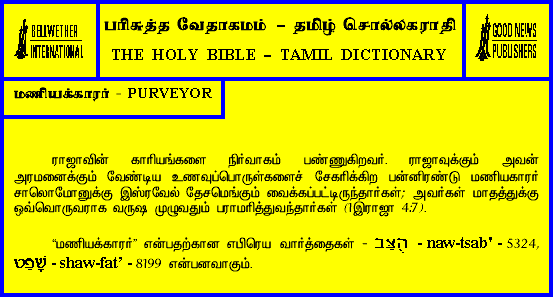 BELLWETHER
INTERNATIONAL
பரிசுத்த வேதாகமம் – தமிழ் சொல்லகராதி
THE HOLY BIBLE – TAMIL DICTIONARY
GOOD NEWS
PUBLISHERS
மணியக்காரர் - PURVEYOR
ராஜாவின் காரியங்களை நிர்வாகம் பண்ணுகிறவர். ராஜாவுக்கும் அவன்
அரமனைக்கும் வேண்டிய உணவுப்பொருள்களைச் சேகரிக்கிற பன்னிரண்டு மணியகாரர்
சாலொமோனுக்கு இஸ்ரவேல் தேசமெங்கும் வைக்கப்பட்டிருந்தார்கள்; அவர்கள் மாதத்துக்கு
ஒவ்வொருவராக வருஷ முழுவதும் பராமரித்துவந்தார்கள் (1இராஜா 4:7).
“மணியக்காரர்” என்பதற்கான எபிரெய வார்த்தைகள் - הֻצַּב - naw-tsab' - 5324,
שָׁפַט - shaw-fat’ - 8199 என்பனவாகும்.